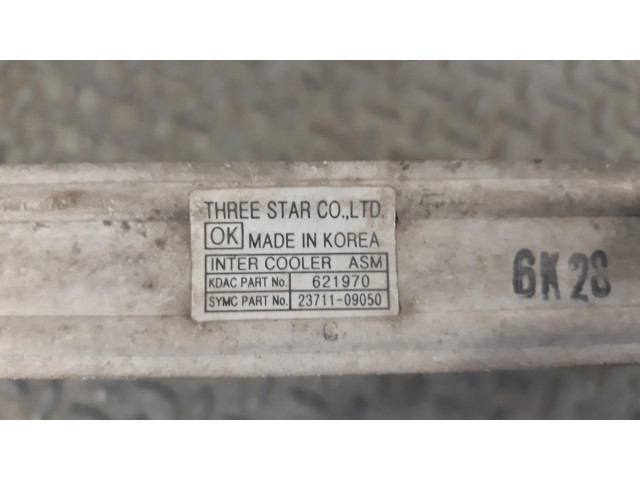 THREE STAR CO.,LTD.
OK MADE IN KOREA
INTER COOLER ASM
KDAC PART No. 621970
SYMC PART No. 23711-09050
6K28
C